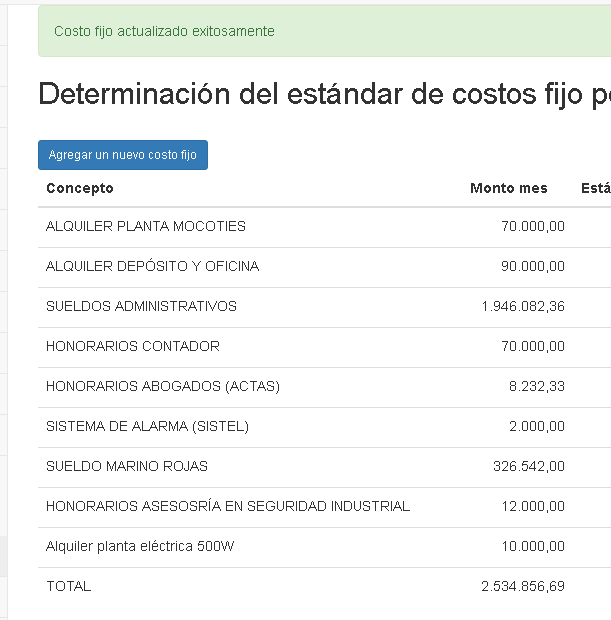 Costo fijo actualizado exitosamente
Determinación del estándar de costos fijo
Agregar un nuevo costo fijo
Concepto Monto mes
ALQUILER PLANTA MOCOTIES 70.000,00
ALQUILER DEPÓSITO Y OFICINA 90.000,00
SUELDOS ADMINISTRATIVOS 1.946.082,36
HONORARIOS CONTADOR 70.000,00
HONORARIOS ABOGADOS (ACTAS) 8.232,33
SISTEMA DE ALARMA (SISTEL) 2.000,00
SUELDO MARINO ROJAS 326.542,00
HONORARIOS ASESOSRÍA EN SEGURIDAD INDUSTRIAL 12.000,00
Alquiler planta eléctrica 500W 10.000,00
TOTAL 2.534.856,69